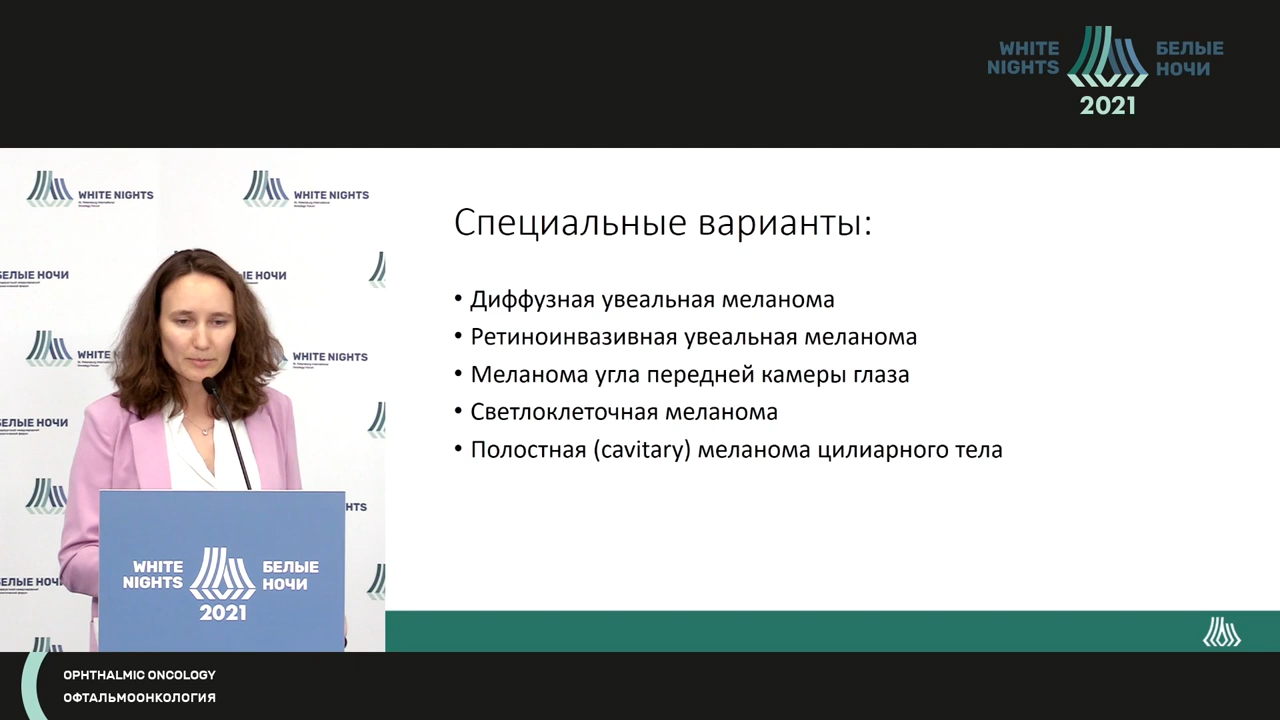 WHITE
NIGHTS
БЕЛЫЕ
НОЧИ
2021
WHITE NIGHTS
WHITE NIGHTS
БЕЛЫЕ НОЧИ
WHITE NIGHTS
БЕЛЫЕ НОЧИ
БЕЛЫЕ НОЧИ
Специальные варианты:
• Диффузная увеальная меланома
• Ретиноинвазивная увеальная меланома
• Меланома угла передней камеры глаза
• Светлоклеточная меланома
• Полостная (cavitary) меланома цилиарного тела
WHITE
NIGHTS
БЕЛЫЕ
НОЧИ
2021
OPHTHALMIC ONCOLOGY
ОФТАЛЬМООНКОЛОГИЯ